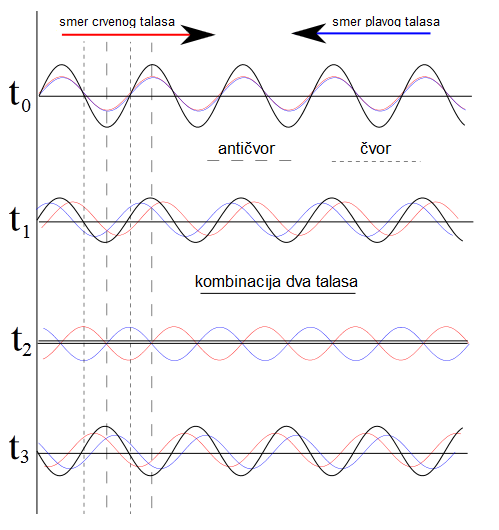 smer crvenog talasa
smer plavog talasa
t0
antičvor
čvor
t1
kombinacija dva talasa
t2
t3